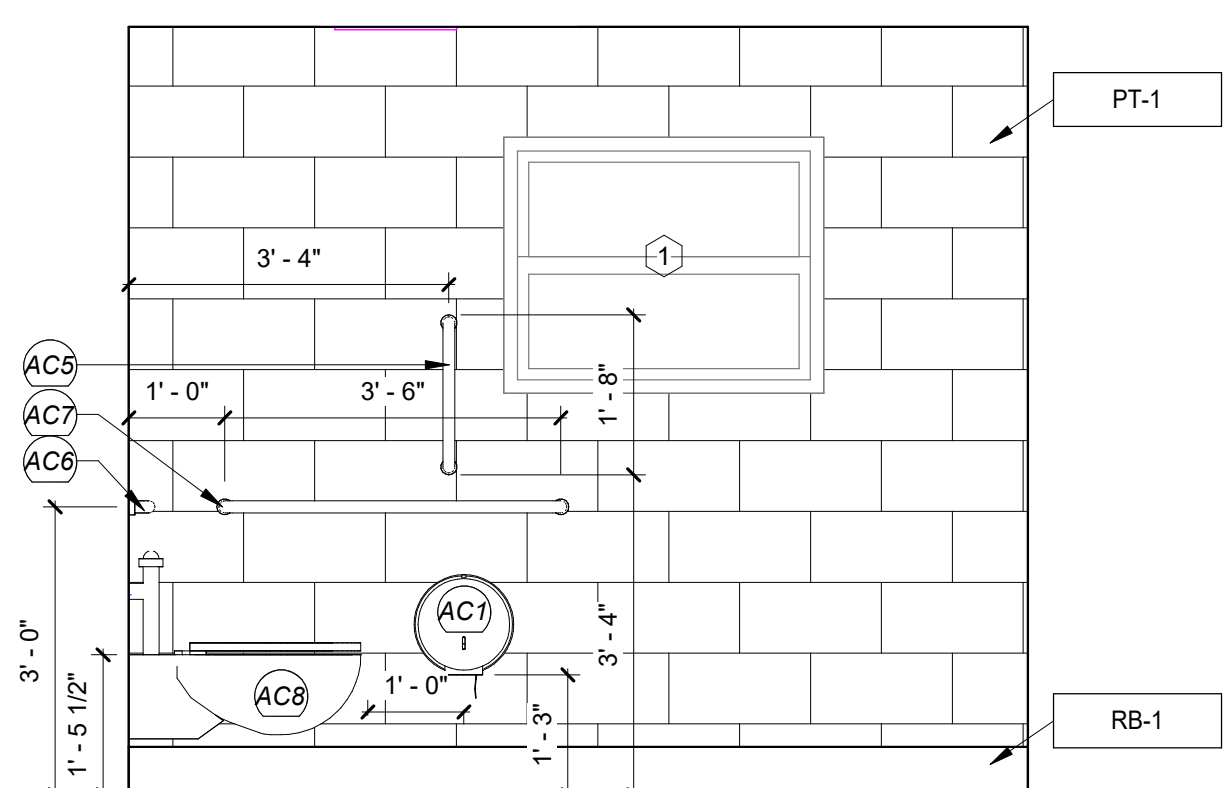 PT-1
1
3' - 4"
AC5
1' - 0"
3' - 6"
1' - 8"
AC7
AC6
AC1
3' - 0"
3' - 4"
1' - 5 1/2"
AC8
1' - 0"
1' - 3"
RB-1